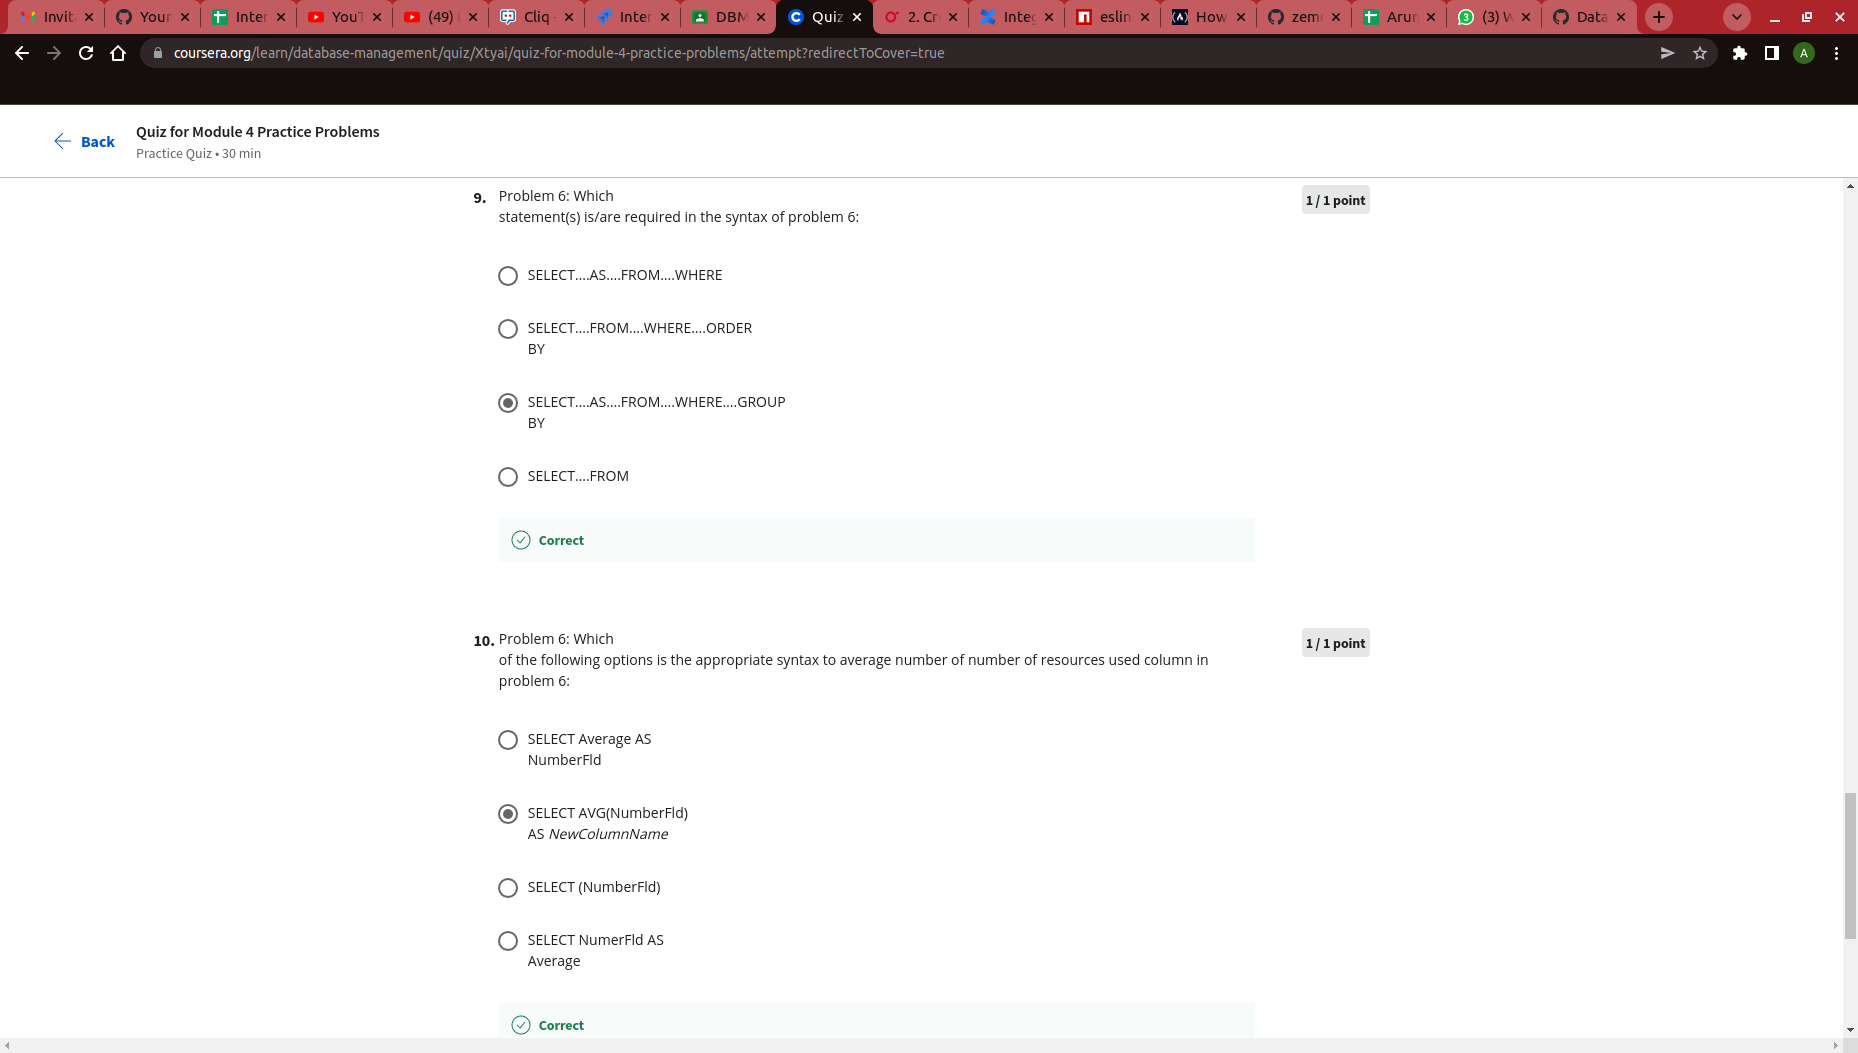 Invit
Your
Inter
YouT
(49)
Cliq
Inter
DBM
Quiz
2. Cr
Integ
eslin
How
zem
Arun
(3) W
Data
coursera.org/learn/database-management/quiz/Xtyai/quiz-for-module-4-practice-problems/attempt?redirectToCover=true
A
Back
Quiz for Module 4 Practice Problems
Practice Quiz • 30 min
9. Problem 6: Which
statement(s) is/are required in the syntax of problem 6:
1 / 1 point
SELECT....AS....FROM....WHERE
SELECT....FROM....WHERE....ORDER
BY
SELECT....AS....FROM....WHERE....GROUP
BY
SELECT....FROM
Correct
10. Problem 6: Which
of the following options is the appropriate syntax to average number of number of resources used column in
problem 6:
1 / 1 point
SELECT Average AS
NumberFld
SELECT AVG(NumberFld)
AS NewColumnName
SELECT (NumberFld)
SELECT NumerFld AS
Average
Correct